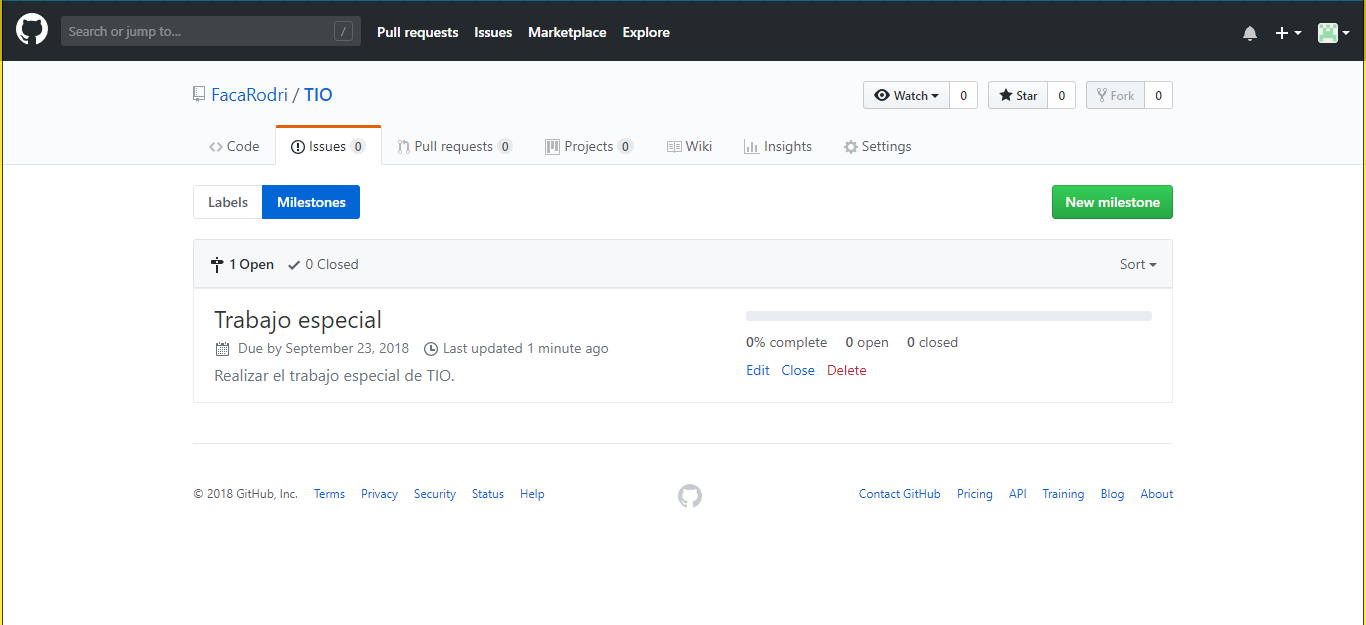 Search or jump to... / Pull requests Issues Marketplace Explore
FacaRodri / TIO Watch 0 Star 0 Fork 0
Code Issues 0 Pull requests 0 Projects 0 Wiki Insights Settings
Labels Milestones New milestone
1 Open 0 Closed Sort
Trabajo especial
Due by September 23, 2018 Last updated 1 minute ago
Realizar el trabajo especial de TIO.
0% complete 0 open 0 closed
Edit Close Delete
© 2018 GitHub, Inc. Terms Privacy Security Status Help Contact GitHub Pricing API Training Blog About